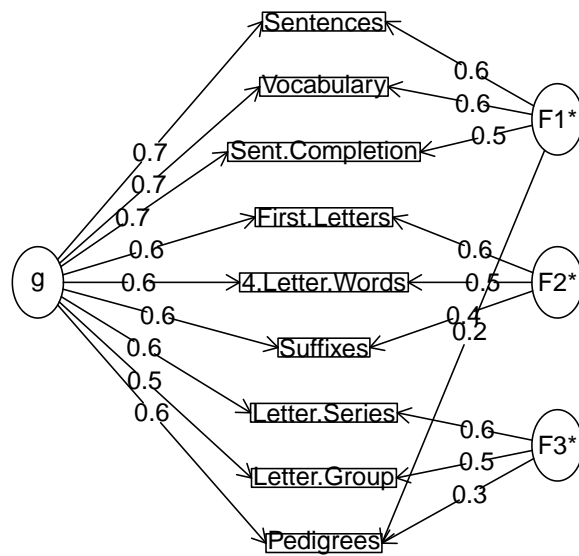 Sentences
0.6
Vocabulary
0.6
F1*
0.7
Sent.Completion
0.5
0.7
0.7
First.Letters
0.6
0.6
g
0.6
4.Letter.Words
0.5
F2*
0.6
0.4
0.2
Suffixes
0.6
0.5
Letter.Series
0.6
F3*
0.6
Letter.Group
0.5
0.3
Pedigrees